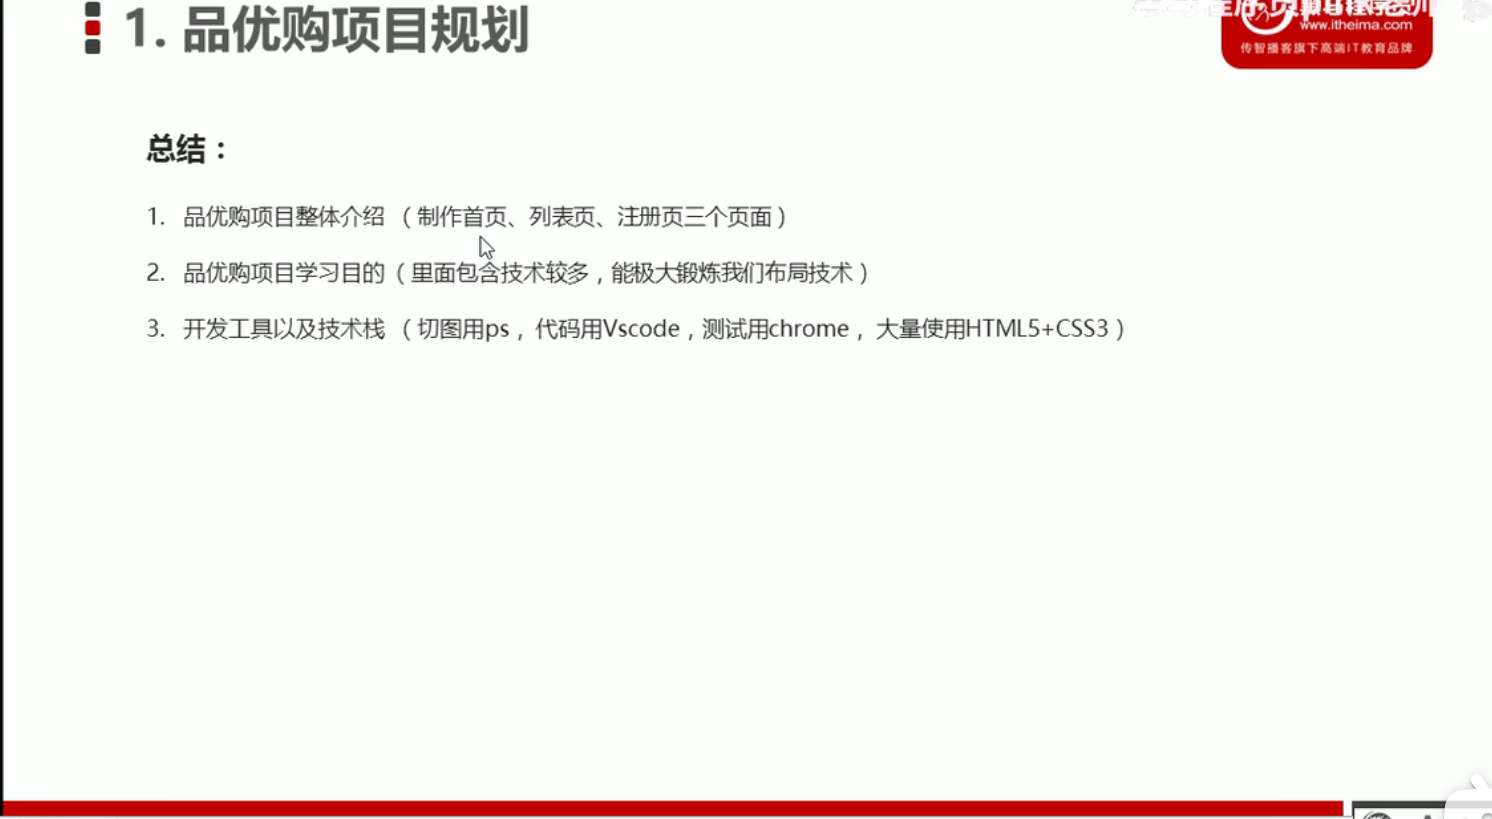 1. 品优购项目规划
www.itheima.com
传智播客旗下高端IT教育品牌
总结：
1. 品优购项目整体介绍 （制作首页、列表页、注册页三个页面）
2. 品优购项目学习目的（里面包含技术较多，能极大锻炼我们布局技术）
3. 开发工具以及技术栈 （切图用ps，代码用Vscode，测试用chrome，大量使用HTML5+CSS3）